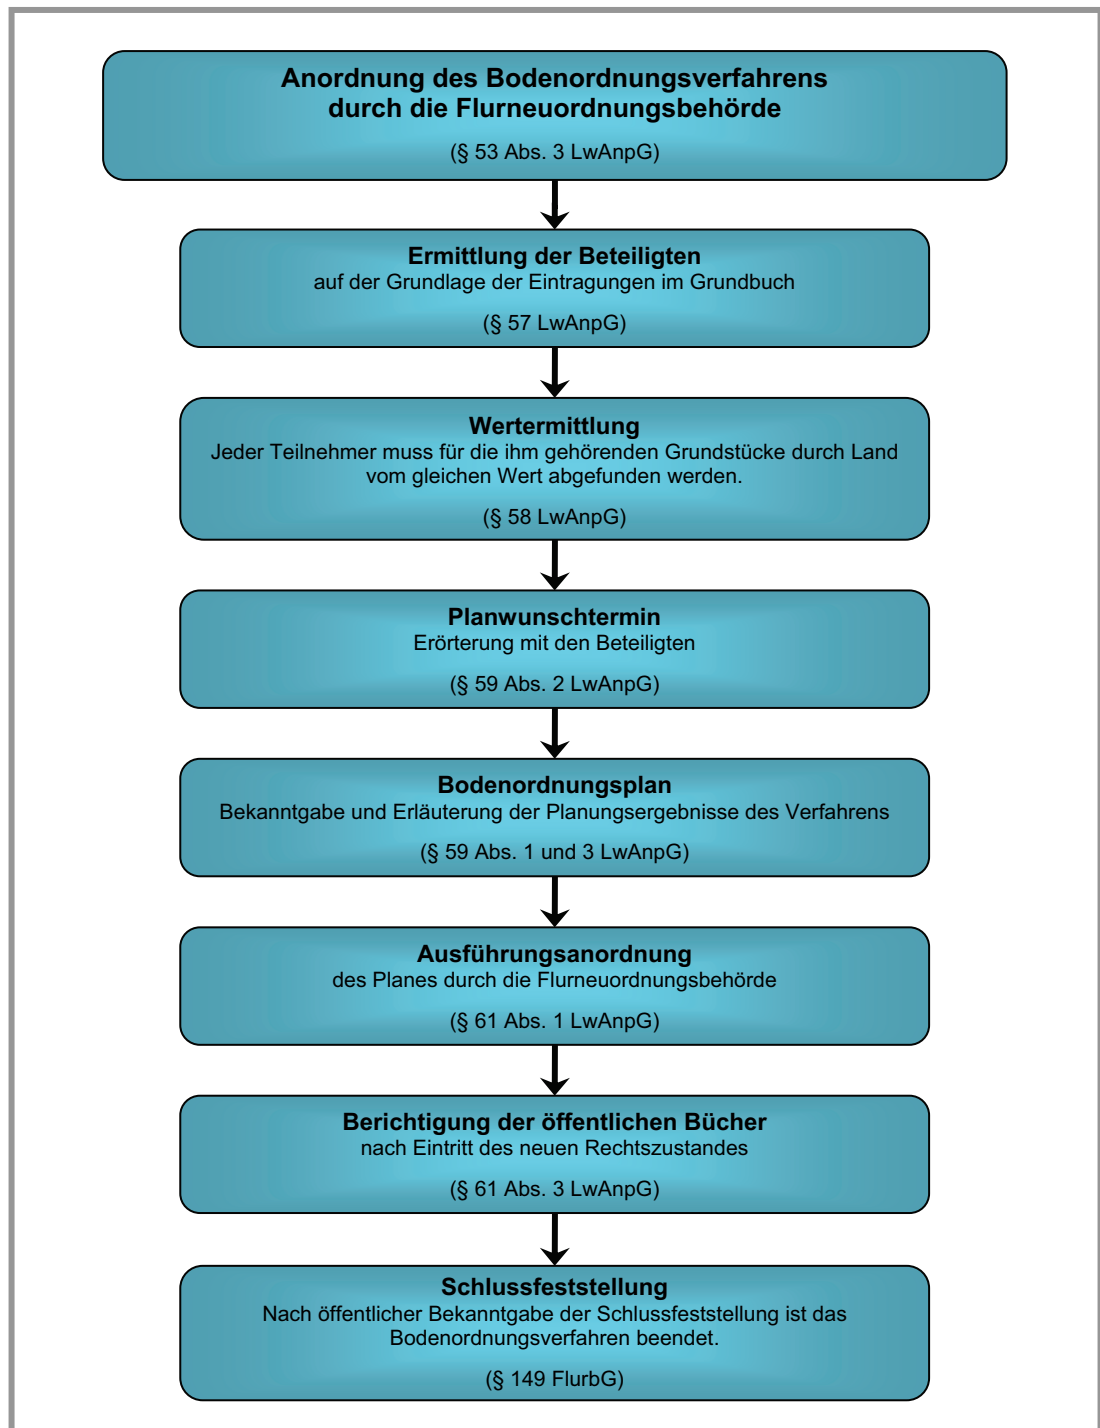 Anordnung des Bodenordnungsverfahrens
durch die Flurneuordnungsbehörde
(§ 53 Abs. 3 LwAnpG)
Ermittlung der Beteiligten
auf der Grundlage der Eintragungen im Grundbuch
(§ 57 LwAnpG)
Wertermittlung
Jeder Teilnehmer muss für die ihm gehörenden Grundstücke durch Land
vom gleichen Wert abgefunden werden.
(§ 58 LwAnpG)
Planwunschtermin
Erörterung mit den Beteiligten
(§ 59 Abs. 2 LwAnpG)
Bodenordnungsplan
Bekanntgabe und Erläuterung der Planungsergebnisse des Verfahrens
(§ 59 Abs. 1 und 3 LwAnpG)
Ausführungsanordnung
des Planes durch die Flurneuordnungsbehörde
(§ 61 Abs. 1 LwAnpG)
Berichtigung der öffentlichen Bücher
nach Eintritt des neuen Rechtszustandes
(§ 61 Abs. 3 LwAnpG)
Schlussfeststellung
Nach öffentlicher Bekanntgabe der Schlussfeststellung ist das
Bodenordnungsverfahren beendet.
(§ 149 FlurbG)